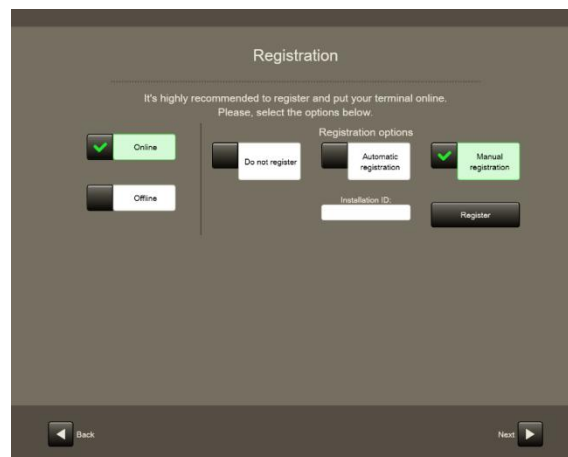 Registration
It's highly recommended to register and put your terminal online.
Please, select the options below.
Registration options
Online
Do not register
Automatic
registration
Manual
registration
Offline
Installation ID:
Register
Back
Next